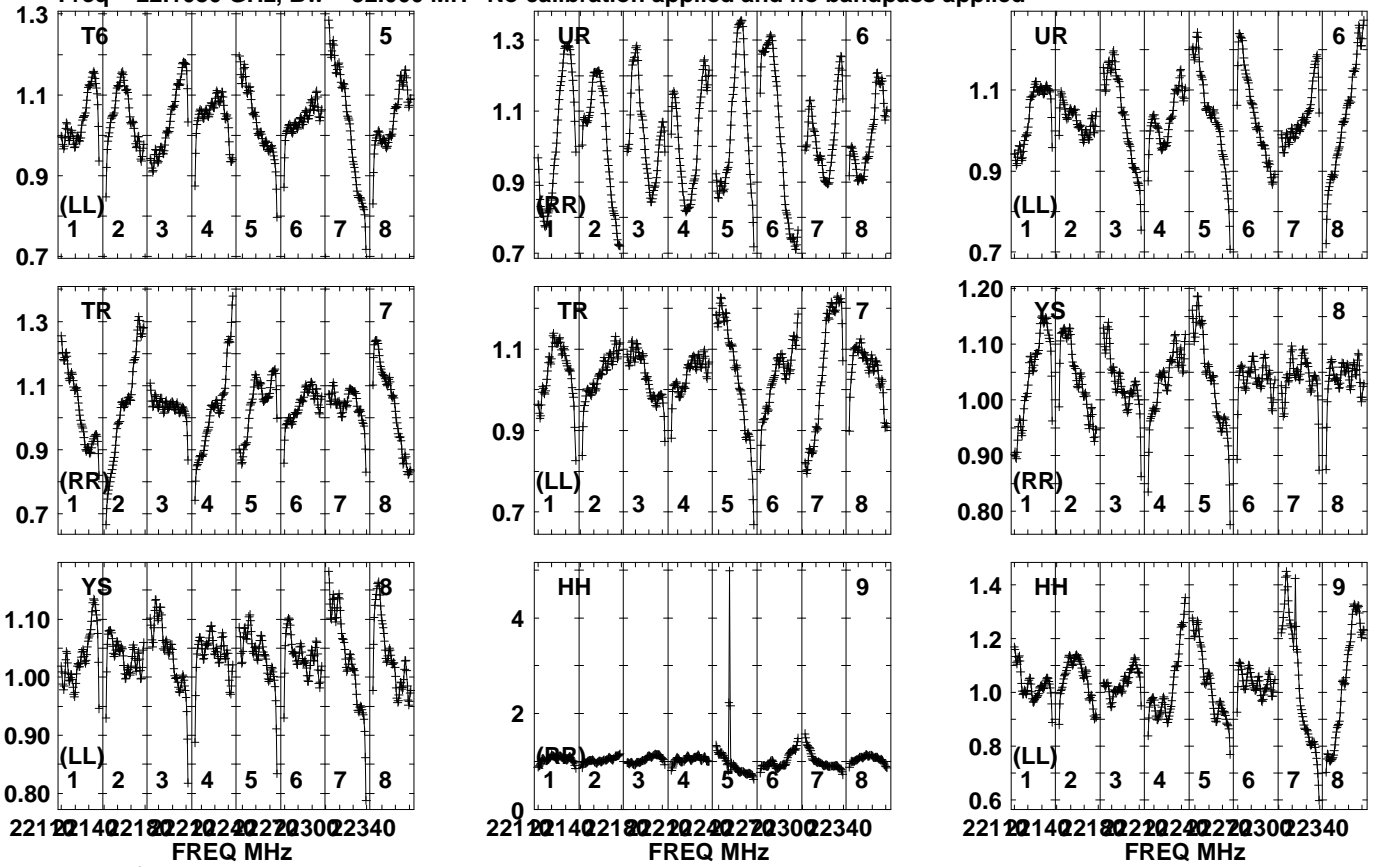 1.3 T6 5
1.1
0.9
(LL)
1 2 3 4 5 6 7 8
0.7
1.3 UR 6
1.1
0.9
(RR)
1 2 3 4 5 6 7 8
0.7
UR 6
1.1
0.9
(LL)
1 2 3 4 5 6 7 8
0.7
1.3 TR 7
1.1
0.9
(RR)
1 2 3 4 5 6 7 8
0.7
TR 7
1.1
0.9
(LL)
1 2 3 4 5 6 7 8
0.7
1.20 YS 8
1.10
1.00
0.90
(RR)
1 2 3 4 5 6 7 8
0.80
YS 8
1.10
1.00
0.90
(LL)
1 2 3 4 5 6 7 8
0.80
FREQ MHz
HH 9
4
2
(RR)
1 2 3 4 5 6 7 8
0
FREQ MHz
1.4 HH 9
1.2
1.0
0.8
(LL)
1 2 3 4 5 6 7 8
0.6
FREQ MHz